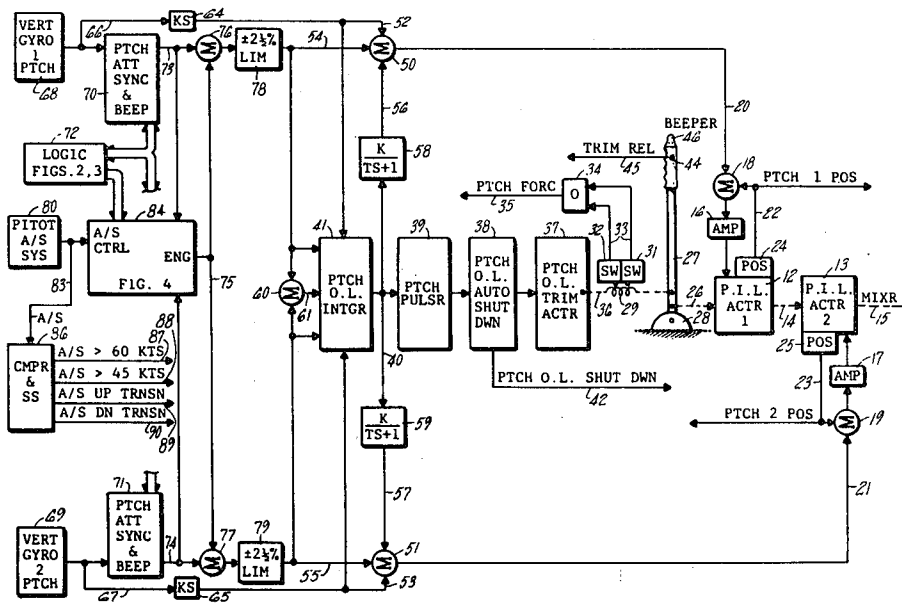 VERT
GYRO
1
PTCH
68
66
KS
64
PTCH
ATT
SYNC
&
BEEP
70
73
M
76
±2½%
LIM
78
54
52
M
50
56
K
TS+1
58
20
72
LOGIC
FIGS.2,3
BEEPER
46
TRIM REL
45
44
PTCH FORC
35
34
O
33
32
SW
31
SW
36
29
27
28
26
M
18
PTCH 1 POS
16
AMP
22
24
POS
12
P.I.L.
ACTR
1
14
13
P.I.L.
ACTR
2
MIXR
15
25
POS
23
17
AMP
80
PITOT
A/S
SYS
83
84
A/S
CTRL
ENG
FIG. 4
75
60
M
61
41
PTCH
O.L.
INTGR
40
39
PTCH
PULSR
38
PTCH
O.L.
AUTO
SHUT
DWN
37
PTCH
O.L.
TRIM
ACTR
PTCH O.L. SHUT DWN
42
PTCH 2 POS
M
19
21
A/S
86
CMPR
&
SS
A/S > 60 KTS
87
88
A/S > 45 KTS
A/S UP TRNSN
A/S DN TRNSN
89
90
K
TS+1
59
57
69
VERT
GYRO
2
PTCH
71
PTCH
ATT
SYNC
&
BEEP
74
77
M
79
±2½%
LIM
55
M
51
53
67
KS
65